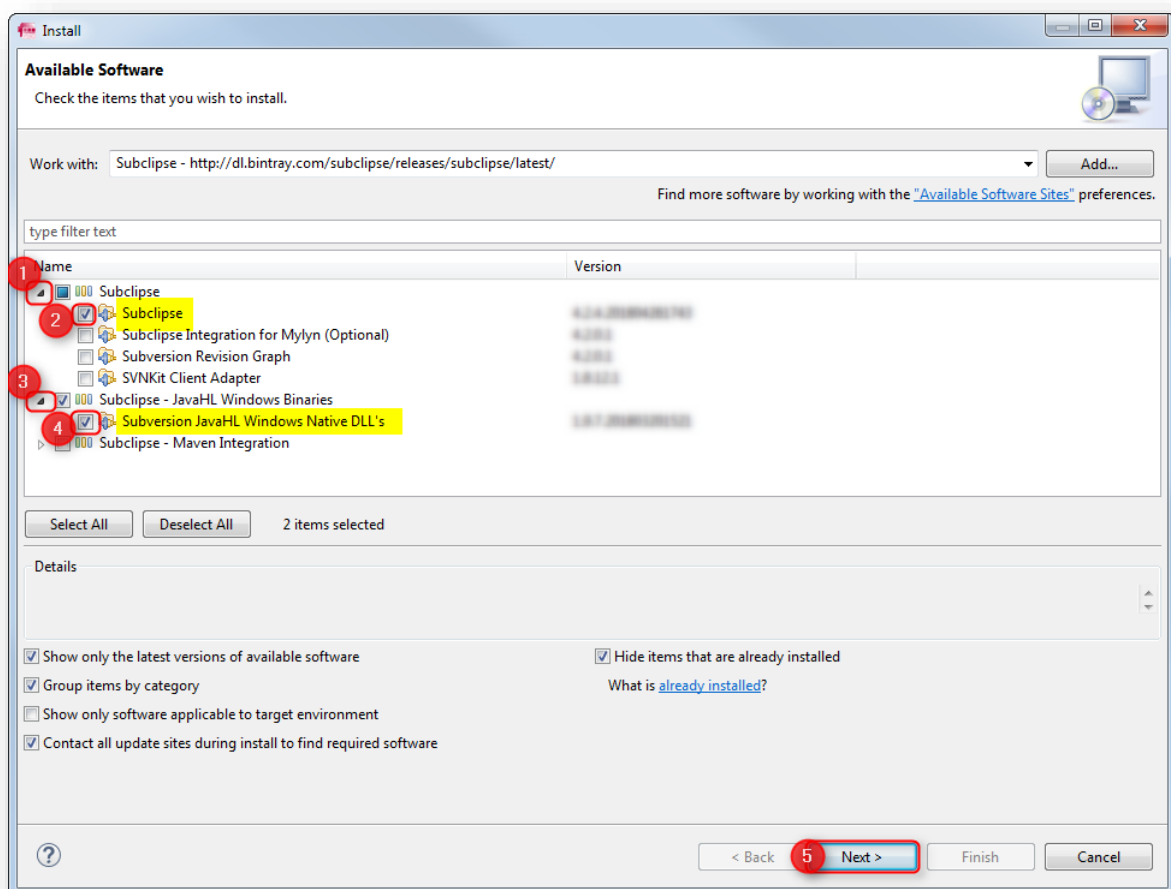 Install
Available Software
Check the items that you wish to install.
Work with: Subclipse - http://dl.bintray.com/subclipse/releases/subclipse/latest/ Add...
Find more software by working with the "Available Software Sites" preferences.
type filter text
Name Version
1
Subclipse
2 Subclipse
Subclipse Integration for Mylyn (Optional)
Subversion Revision Graph
SVNKit Client Adapter
3
Subclipse - JavaHL Windows Binaries
4 Subversion JavaHL Windows Native DLL's
Subclipse - Maven Integration
Select All Deselect All 2 items selected
Details
Show only the latest versions of available software Hide items that are already installed
Group items by category What is already installed?
Show only software applicable to target environment
Contact all update sites during install to find required software
? < Back 5 Next > Finish Cancel